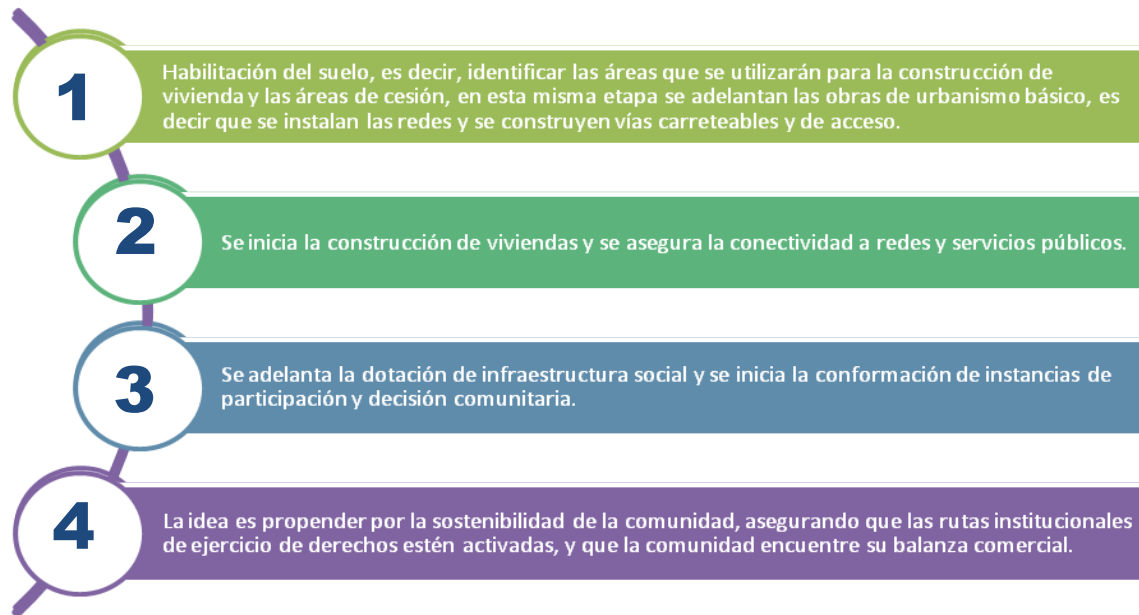 1
Habilitación del suelo, es decir, identificar las áreas que se utilizarán para la construcción de
vivienda y las áreas de cesión, en esta misma etapa se adelantan las obras de urbanismo básico, es
decir que se instalan las redes y se construyen vías carreteables y de acceso.
2
Se inicia la construcción de viviendas y se asegura la conectividad a redes y servicios públicos.
3
Se adelanta la dotación de infraestructura social y se inicia la conformación de instancias de
participación y decisión comunitaria.
4
La idea es propender por la sostenibilidad de la comunidad, asegurando que las rutas institucionales
de ejercicio de derechos estén activadas, y que la comunidad encuentre su balanza comercial.